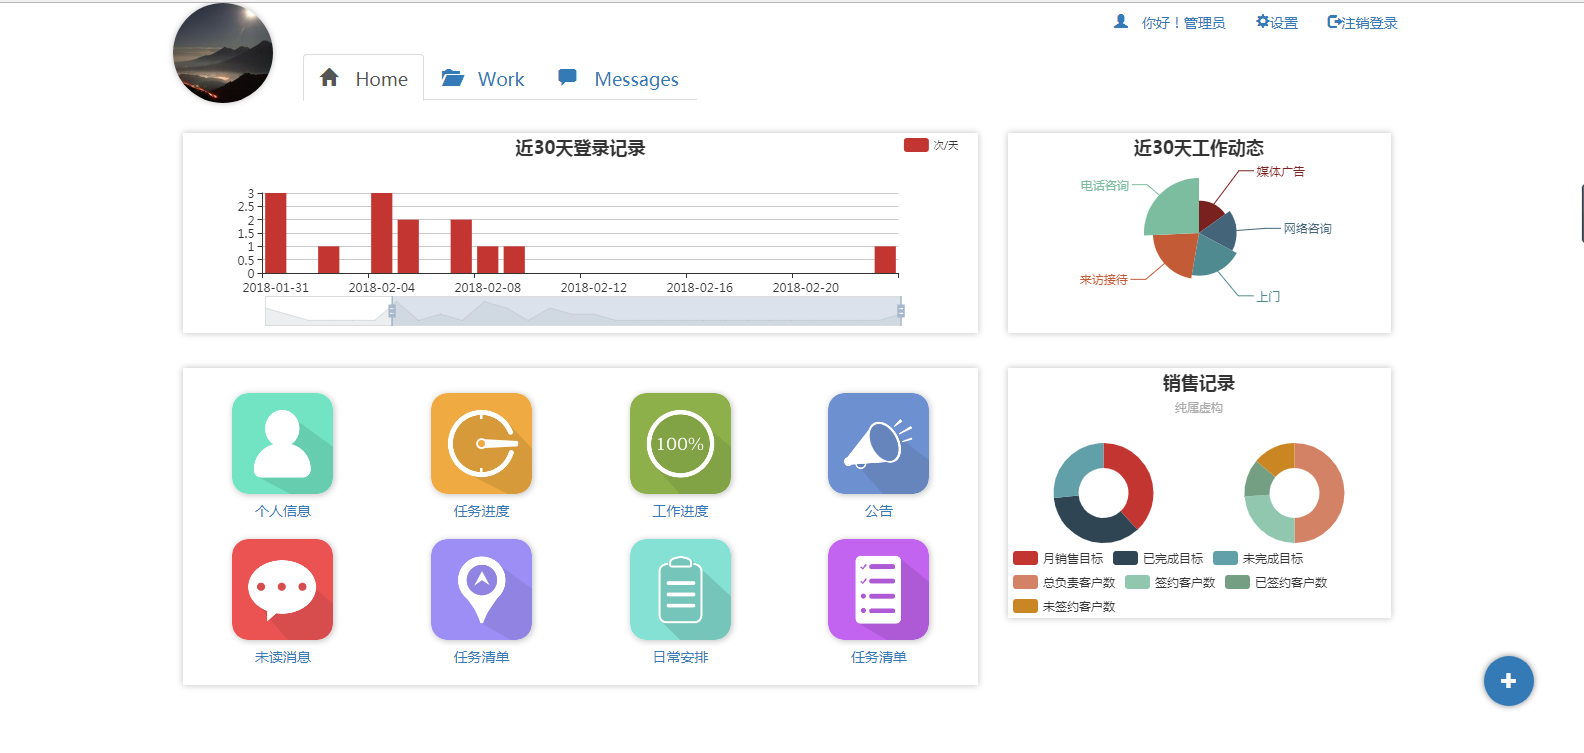 你好！管理员
设置
注销登录
Home
Work
Messages
近30天登录记录
次/天
3
2.5
2
1.5
1
0.5
0
2018-01-31
2018-02-04
2018-02-08
2018-02-12
2018-02-16
2018-02-20
近30天工作动态
电话咨询
媒体广告
网络咨询
来访接待
上门
100%
个人信息
任务进度
工作进度
公告
未读消息
任务清单
日常安排
任务清单
销售记录
纯属虚构
月销售目标
已完成目标
未完成目标
总负责客户数
签约客户数
已签约客户数
未签约客户数